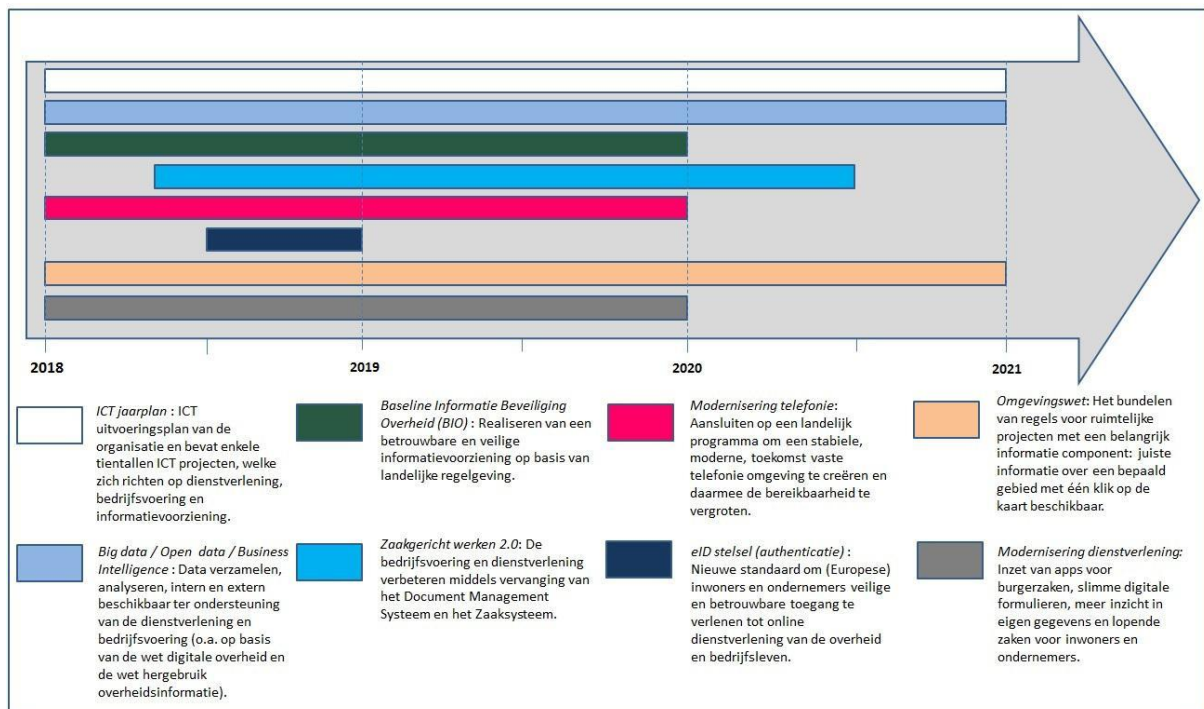 2018
2019
2020
2021
ICT jaarplan : ICT
uitvoeringsplan van de
organisatie en bevat enkele
tientallen ICT projecten, welke
zich richten op dienstverlening,
bedrijfsvoering en
informatievoorziening.
Baseline Informatie Beveiliging
Overheid (BIO) : Realiseren van een
betrouwbare en veilige
informatievoorziening op basis van
landelijke regelgeving.
Modernisering telefonie:
Aansluiten op een landelijk
programma om een stabiele,
moderne, toekomst vaste
telefonie omgeving te creëren en
daarmee de bereikbaarheid te
vergroten.
Omgevingswet: Het bundelen
van regels voor ruimtelijke
projecten met een belangrijk
informatie component: juiste
informatie over een bepaald
gebied met één klik op de
kaart beschikbaar.
Big data / Open data / Business
Intelligence : Data verzamelen,
analyseren, intern en extern
beschikbaar ter ondersteuning
van de dienstverlening en
bedrijfsvoering (o.a. op basis
van de wet digitale overheid en
de wet hergebruik
overheidsinformatie).
Zaakgericht werken 2.0: De
bedrijfsvoering en dienstverlening
verbeteren middels vervanging van
het Document Management
Systeem en het Zaaksysteem.
eID stelsel (authenticatie) :
Nieuwe standaard om (Europese)
inwoners en ondernemers veilige
en betrouwbare toegang te
verlenen tot online
dienstverlening van de overheid
en bedrijfsleven.
Modernisering dienstverlening:
Inzet van apps voor
burgerzaken, slimme digitale
formulieren, meer inzicht in
eigen gegevens en lopende
zaken voor inwoners en
ondernemers.